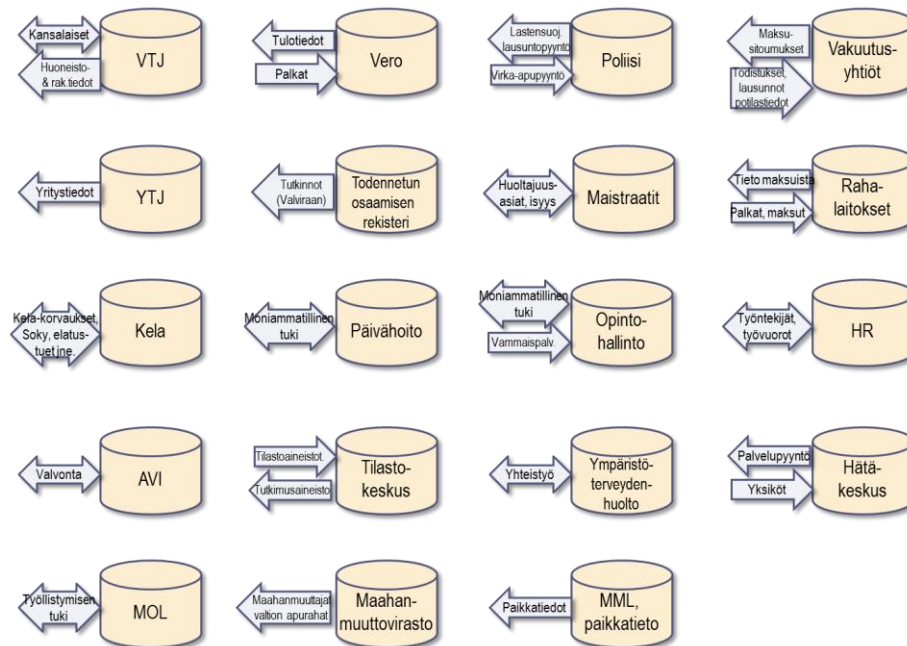 Kansalaiset
Huoneisto-
& rak.tiedot
VTJ
Tulotiedot
Palkat
Vero
Lastensuoj.
lausuntopyyntö
Virka-apupyyntö
Poliisi
Maksu-
sitoumukset
Todistukset,
lausunnot
potilastiedot
Vakuutus-
yhtiöt
Yritystiedot
YTJ
Tutkinnot
(Valviraan)
Todennetun
osaamisen
rekisteri
Huoltajuus-
asiat, isyys
Maistraatit
Tieto maksuista
Palkat, maksut
Raha-
laitokset
Kela-korvaukset,
Soky, elatus-
tuet jne.
Kela
Moniammatillinen
tuki
Päivähoito
Moniammatillinen
tuki
Vammaispalv.
Opinto-
hallinto
Työntekijät,
työvuorot
HR
Valvonta
AVI
Tilastoaineistot.
Tutkimusaineisto
Tilasto-
keskus
Yhteistyö
Ympäristö-
terveyden-
huolto
Palvelupyyntö
Yksiköt
Hätä-
keskus
Työllistymisen
tuki
MOL
Maahanmuuttajat
valtion apurahat
Maahan-
muuttovirasto
Paikkatiedot
MML,
paikkatieto